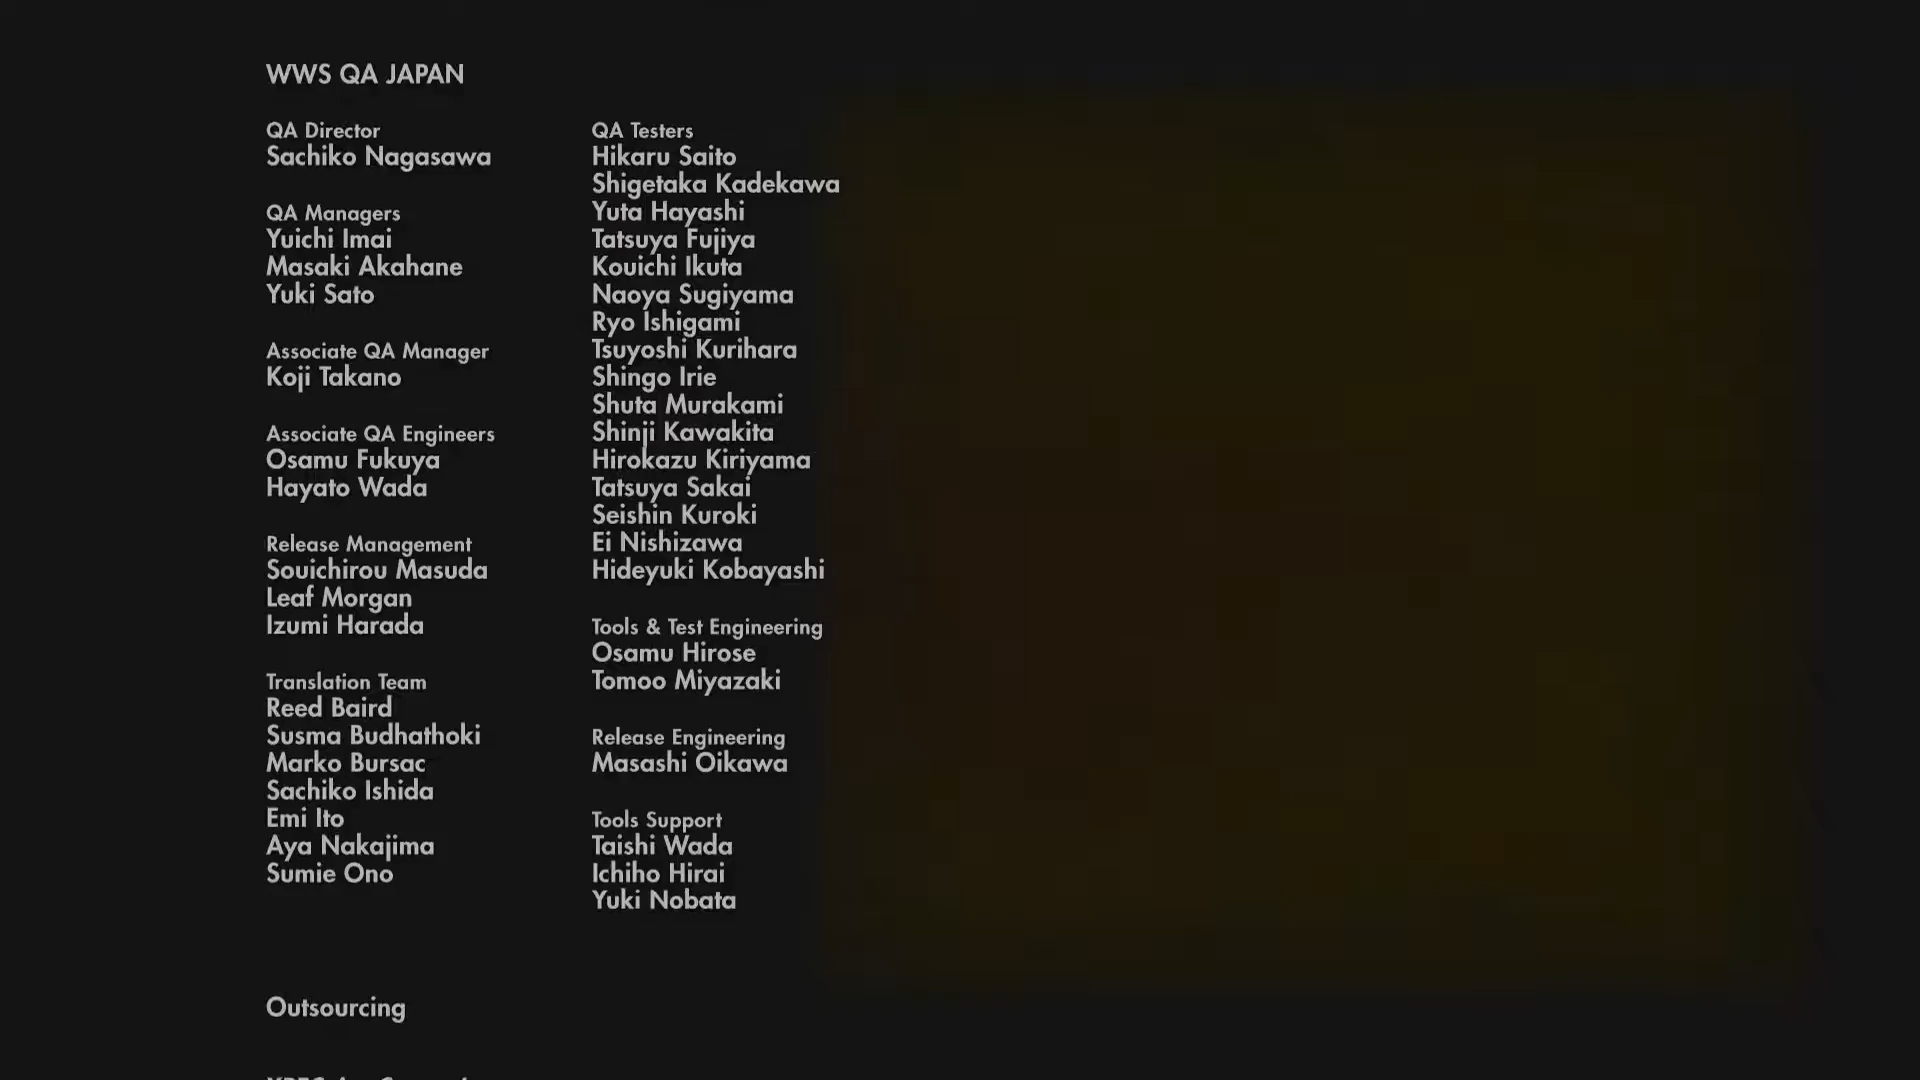 WWS QA JAPAN
QA Director
Sachiko Nagasawa
QA Managers
Yuichi Imai
Masaki Akahane
Yuki Sato
Associate QA Manager
Koji Takano
Associate QA Engineers
Osamu Fukuya
Hayato Wada
Release Management
Souichirou Masuda
Leaf Morgan
Izumi Harada
Translation Team
Reed Baird
Susma Budhathoki
Marko Bursac
Sachiko Ishida
Emi Ito
Aya Nakajima
Sumie Ono
QA Testers
Hikaru Saito
Shigetaka Kadekawa
Yuta Hayashi
Tatsuya Fujiya
Kouichi Ikuta
Naoya Sugiyama
Ryo Ishigami
Tsuyoshi Kurihara
Shingo Irie
Shuta Murakami
Shinji Kawakita
Hirokazu Kiriyama
Tatsuya Sakai
Seishin Kuroki
Ei Nishizawa
Hideyuki Kobayashi
Tools & Test Engineering
Osamu Hirose
Tomoo Miyazaki
Release Engineering
Masashi Oikawa
Tools Support
Taishi Wada
Ichiho Hirai
Yuki Nobata
Outsourcing